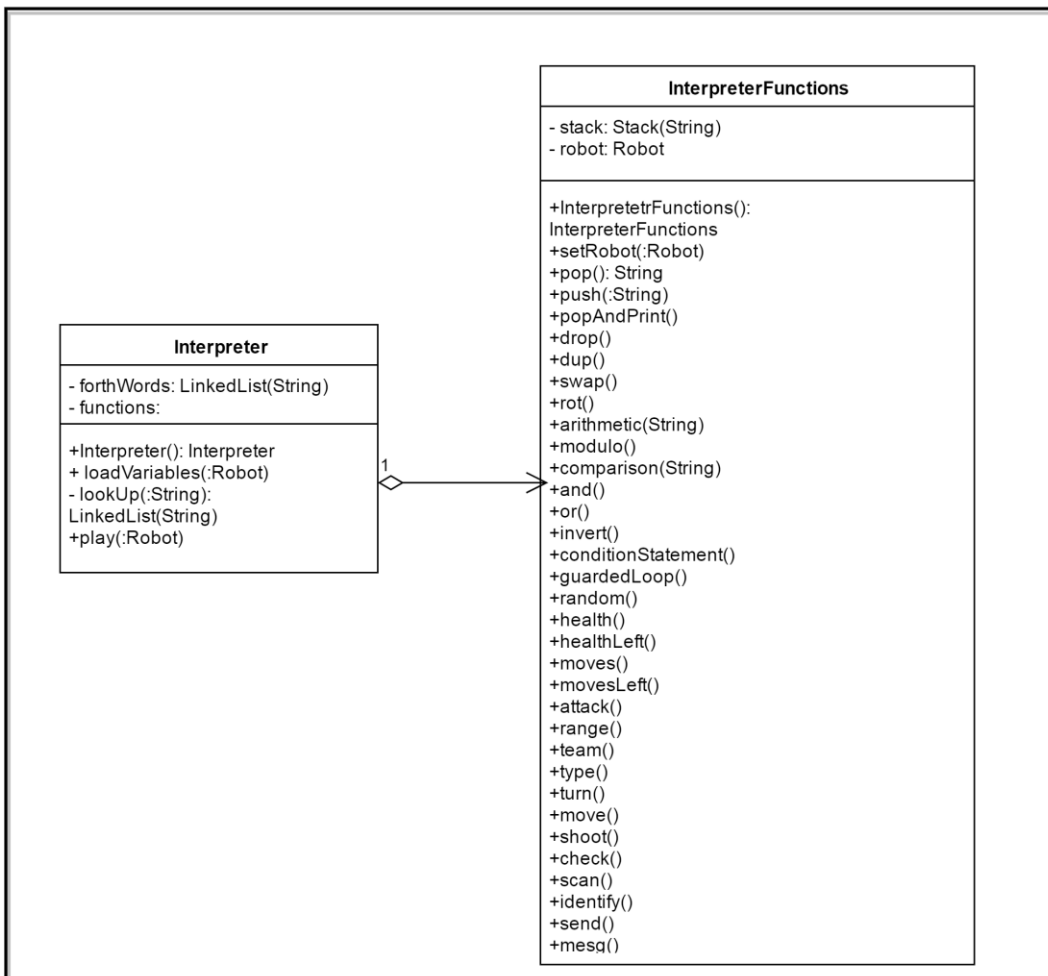 InterpreterFunctions
- stack: Stack(String)
- robot: Robot
+InterpretetrFunctions():
InterpreterFunctions
+setRobot(:Robot)
+pop(): String
+push(:String)
+popAndPrint()
+drop()
+dup()
+swap()
+rot()
+arithmetic(String)
+modulo()
+comparison(String)
+and()
+or()
+invert()
+conditionStatement()
+guardedLoop()
+random()
+health()
+healthLeft()
+moves()
+movesLeft()
+attack()
+range()
+team()
+type()
+turn()
+move()
+shoot()
+check()
+scan()
+identify()
+send()
+mesg()
Interpreter
- forthWords: LinkedList(String)
- functions:
+Interpreter(): Interpreter
+ loadVariables(:Robot)
- lookUp(:String):
LinkedList(String)
+play(:Robot)
1